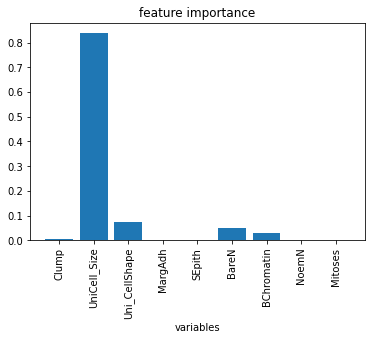 feature importance
0.8
0.7
0.6
0.5
0.4
0.3
0.2
0.1
0.0
Clump
UniCell_Size
Uni_CellShape
MargAdh
SEpith
BareN
BChromatin
NoemN
Mitoses
variables